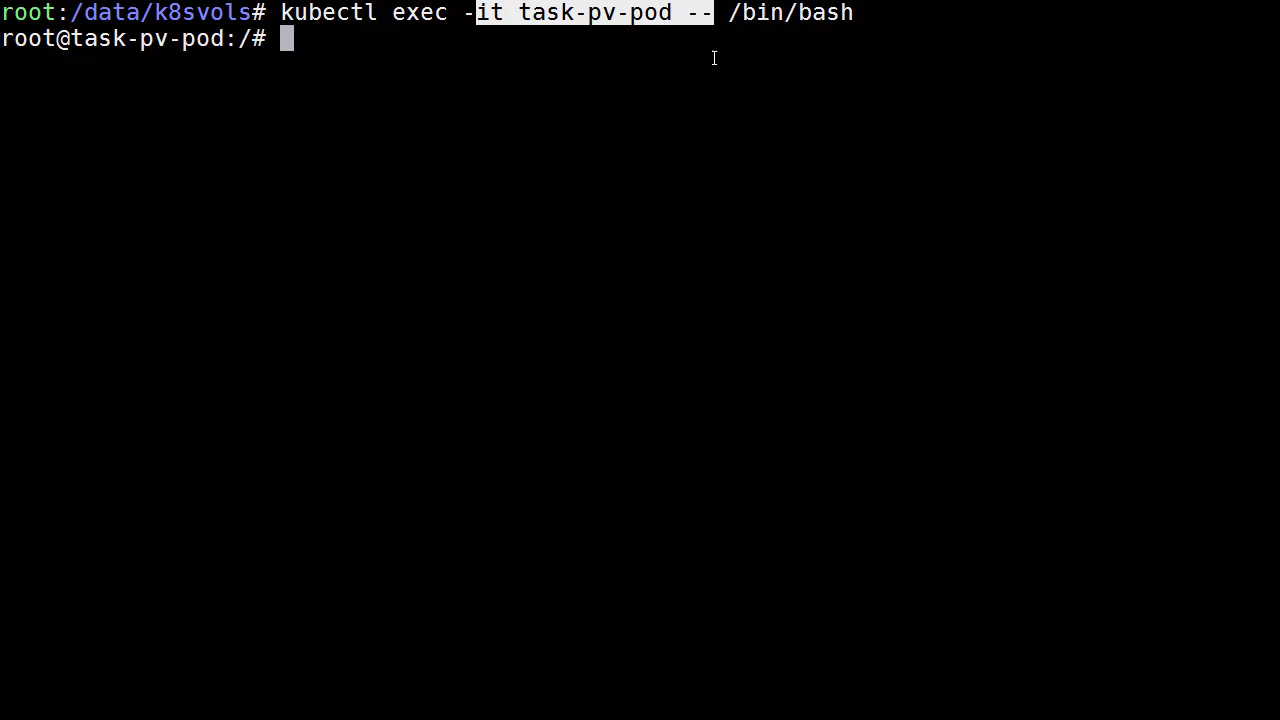 root:/data/k8svols# kubectl exec -it task-pv-pod -- /bin/bash
root@task-pv-pod:/#